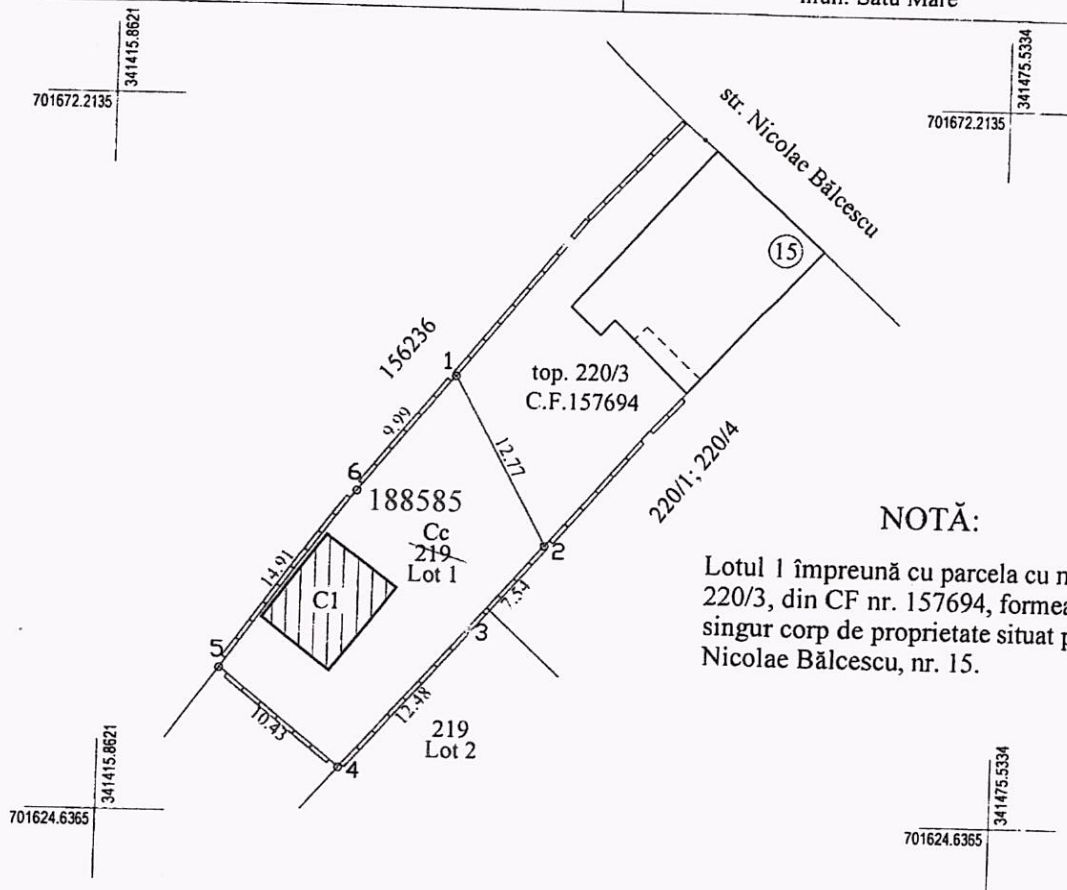 mun. Satu Mare
341415.8621
701672.2135
341475.5334
701672.2135
str. Nicolae Bălcescu
15
156236
1
top. 220/3
C.F.157694
9.99
12.77
220/1; 220/4
6
188585
Cc
219
Lot 1
2
NOTĂ:
Lotul 1 împreună cu parcela cu
220/3, din CF nr. 157694,
singur corp de proprietate situat
Nicolae Bălcescu, nr. 15.
14.91
C1
7.54
3
5
12.48
10.43
219
Lot 2
4
341415.8621
701624.6365
341475.5334
701624.6365